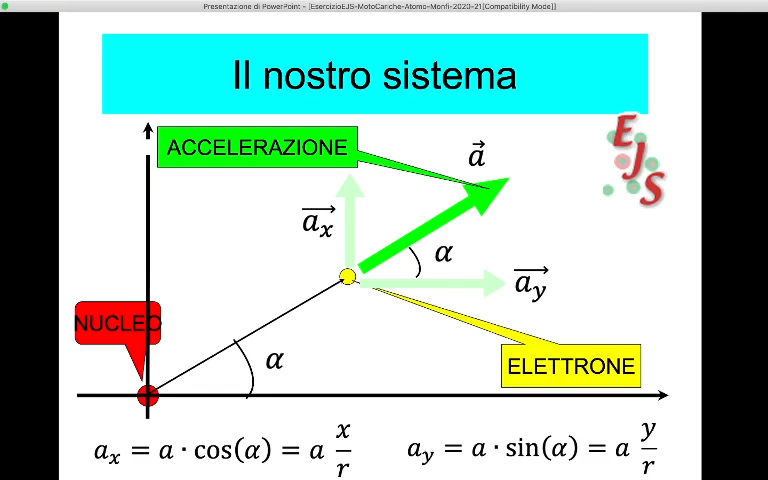 Presentazione di PowerPoint - [EsercizioEJS-MotoCariche-Atomo-Monfi-2020-21[Compatibility Mode]]
Il nostro sistema
ACCELERAZIONE
EJS
a⃗
a_x⃗
α
a_y⃗
NUCLEO
α
ELETTRONE
a_x = a · cos(α) = a x/r
a_y = a · sin(α) = a y/r